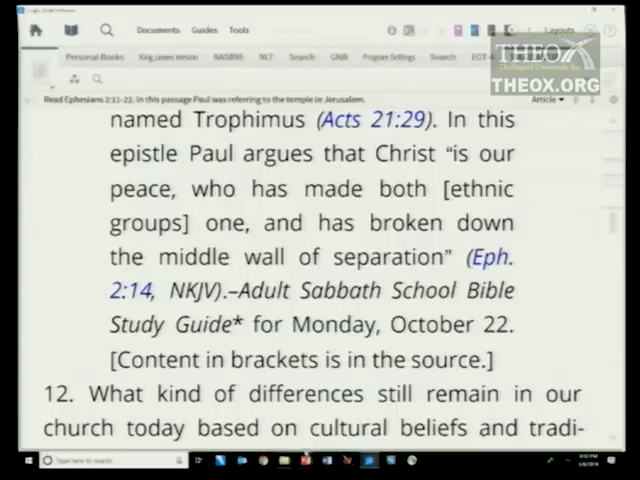 Documents Guides Tools Layouts
Personal Books King James Version NASB95 NLT Search GNB Program Settings Search
THEOX
THEOX.ORG
Read Ephesians 2:11-22. In this passage Paul was referring to the temple in Jerusalem. Article
named Trophimus (Acts 21:29). In this
epistle Paul argues that Christ "is our
peace, who has made both [ethnic
groups] one, and has broken down
the middle wall of separation" (Eph.
2:14, NKJV).–Adult Sabbath School Bible
Study Guide* for Monday, October 22.
[Content in brackets is in the source.]
12. What kind of differences still remain in our
church today based on cultural beliefs and tradi-
Type here to search